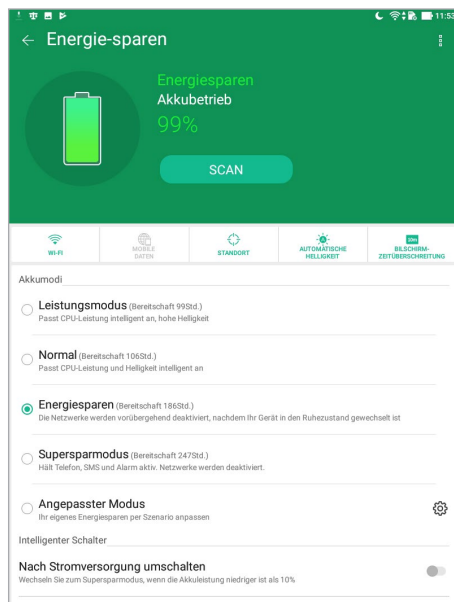 11:53
Energie-sparen
Energiesparen
Akkubetrieb
99%
SCAN
WI-FI
MOBILE
DATEN
STANDORT
AUTOMATISCHE
HELLIGKEIT
10m
BILSCHIRM-
ZEITÜBERSCHREITUNG
Akkumodi
Leistungsmodus (Bereitschaft 99Std.)
Passt CPU-Leistung intelligent an, hohe Helligkeit
Normal (Bereitschaft 106Std.)
Passt CPU-Leistung und Helligkeit intelligent an
Energiesparen (Bereitschaft 186Std.)
Die Netzwerke werden vorübergehend deaktiviert, nachdem Ihr Gerät in den Ruhezustand gewechselt ist
Supersparmodus (Bereitschaft 247Std.)
Hält Telefon, SMS und Alarm aktiv. Netzwerke werden deaktiviert.
Angepasster Modus
Ihr eigenes Energiesparen per Szenario anpassen
Intelligenter Schalter
Nach Stromversorgung umschalten
Wechseln Sie zum Supersparmodus, wenn die Akkuleistung niedriger ist als 10%